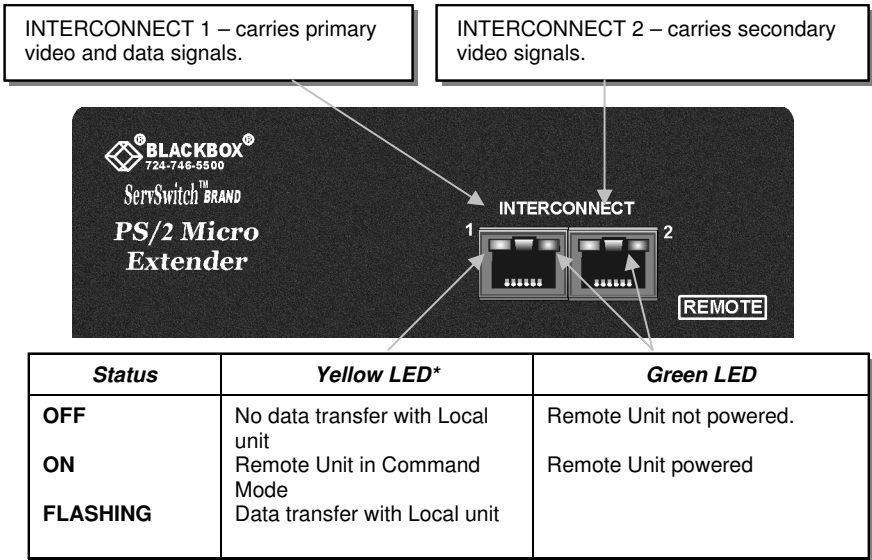 INTERCONNECT 1 – carries primary
video and data signals.
INTERCONNECT 2 – carries secondary
video signals.
BLACKBOX®
724-746-5500
ServSwitch™ BRAND
PS/2 Micro
Extender
INTERCONNECT
1
2
REMOTE
Status Yellow LED* Green LED
OFF No data transfer with Local Remote Unit not powered.
unit
ON Remote Unit in Command Remote Unit powered
Mode
FLASHING Data transfer with Local unit